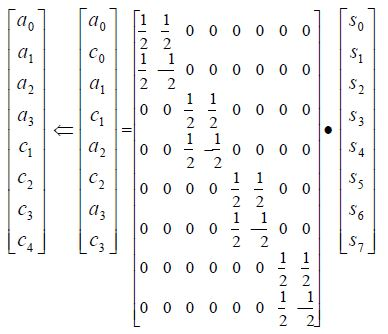 a₀ a₀ 1/2 1/2 0 0 0 0 0 0 s₀
a₁ c₀ 1/2 -1/2 0 0 0 0 0 0 s₁
a₂ a₁ 0 0 1/2 1/2 0 0 0 0 s₂
a₃ ⇐ c₁ = 0 0 1/2 -1/2 0 0 0 0 • s₃
c₁ a₂ 0 0 0 0 1/2 1/2 0 0 s₄
c₂ c₂ 0 0 0 0 1/2 -1/2 0 0 s₅
c₃ a₃ 0 0 0 0 0 0 1/2 1/2 s₆
c₄ c₃ 0 0 0 0 0 0 1/2 -1/2 s₇